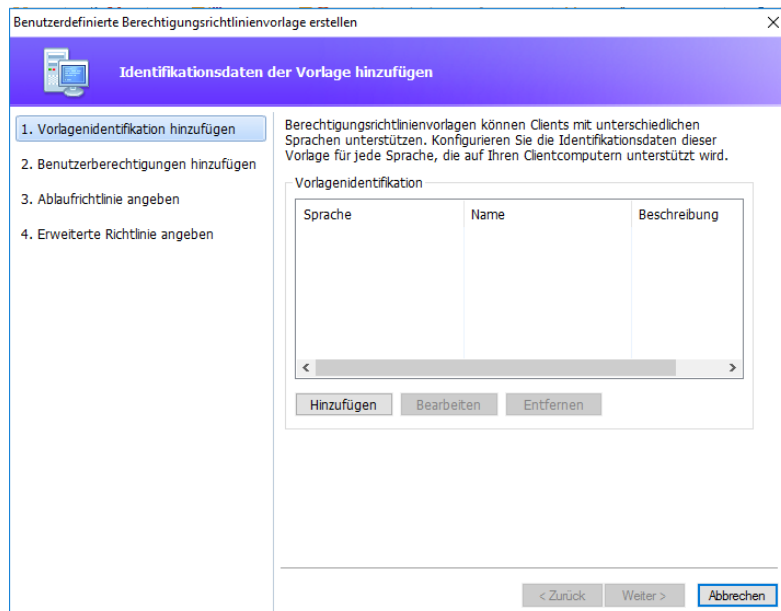 Benutzerdefinierte Berechtigungsrichtlinienvorlage erstellen
Identifikationsdaten der Vorlage hinzufügen
1. Vorlagenidentifikation hinzufügen
2. Benutzerberechtigungen hinzufügen
3. Ablaufrichtlinie angeben
4. Erweiterte Richtlinie angeben
Berechtigungsrichtlinienvorlagen können Clients mit unterschiedlichen
Sprachen unterstützen. Konfigurieren Sie die Identifikationsdaten dieser
Vorlage für jede Sprache, die auf Ihren Clientcomputern unterstützt wird.
Vorlagenidentifikation
Sprache Name Beschreibung
Hinzufügen Bearbeiten Entfernen
< Zurück Weiter > Abbrechen